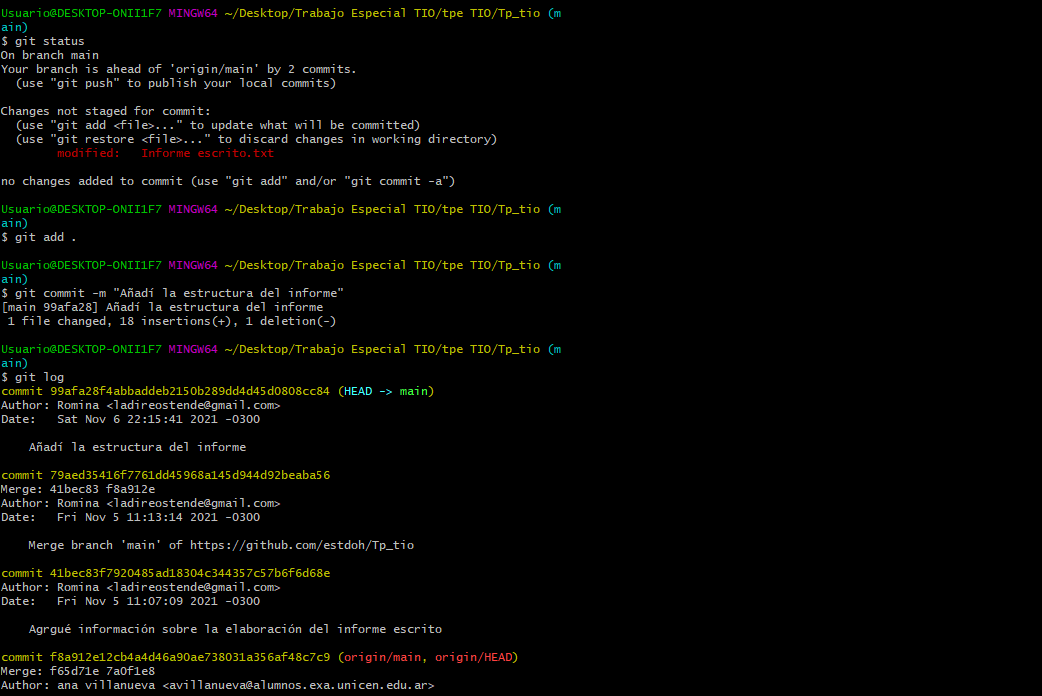 Usuario@DESKTOP-ONII1F7 MINGW64 ~/Desktop/Trabajo Especial TIO/tpe TIO/Tp_tio (m
ain)
$ git status
On branch main
Your branch is ahead of 'origin/main' by 2 commits.
  (use "git push" to publish your local commits)

Changes not staged for commit:
  (use "git add <file>..." to update what will be committed)
  (use "git restore <file>..." to discard changes in working directory)
        modified:   Informe escrito.txt

no changes added to commit (use "git add" and/or "git commit -a")

Usuario@DESKTOP-ONII1F7 MINGW64 ~/Desktop/Trabajo Especial TIO/tpe TIO/Tp_tio (m
ain)
$ git add .

Usuario@DESKTOP-ONII1F7 MINGW64 ~/Desktop/Trabajo Especial TIO/tpe TIO/Tp_tio (m
ain)
$ git commit -m "Añadí la estructura del informe"
[main 99afa28] Añadí la estructura del informe
 1 file changed, 18 insertions(+), 1 deletion(-)

Usuario@DESKTOP-ONII1F7 MINGW64 ~/Desktop/Trabajo Especial TIO/tpe TIO/Tp_tio (m
ain)
$ git log
commit 99afa28f4abbaddeb2150b289dd4d45d0808cc84 (HEAD -> main)
Author: Romina <ladireostende@gmail.com>
Date:   Sat Nov 6 22:15:41 2021 -0300

    Añadí la estructura del informe

commit 79aed35416f7761dd45968a145d944d92beaba56
Merge: 41bec83 f8a912e
Author: Romina <ladireostende@gmail.com>
Date:   Fri Nov 5 11:13:14 2021 -0300

    Merge branch 'main' of https://github.com/estdoh/Tp_tio

commit 41bec83f7920485ad18304c344357c57b6f6d68e
Author: Romina <ladireostende@gmail.com>
Date:   Fri Nov 5 11:07:09 2021 -0300

    Agrgué información sobre la elaboración del informe escrito

commit f8a912e12cb4a4d46a90ae738031a356af48c7c9 (origin/main, origin/HEAD)
Merge: f65d71e 7a0f1e8
Author: ana villanueva <avillanueva@alumnos.exa.unicen.edu.ar>